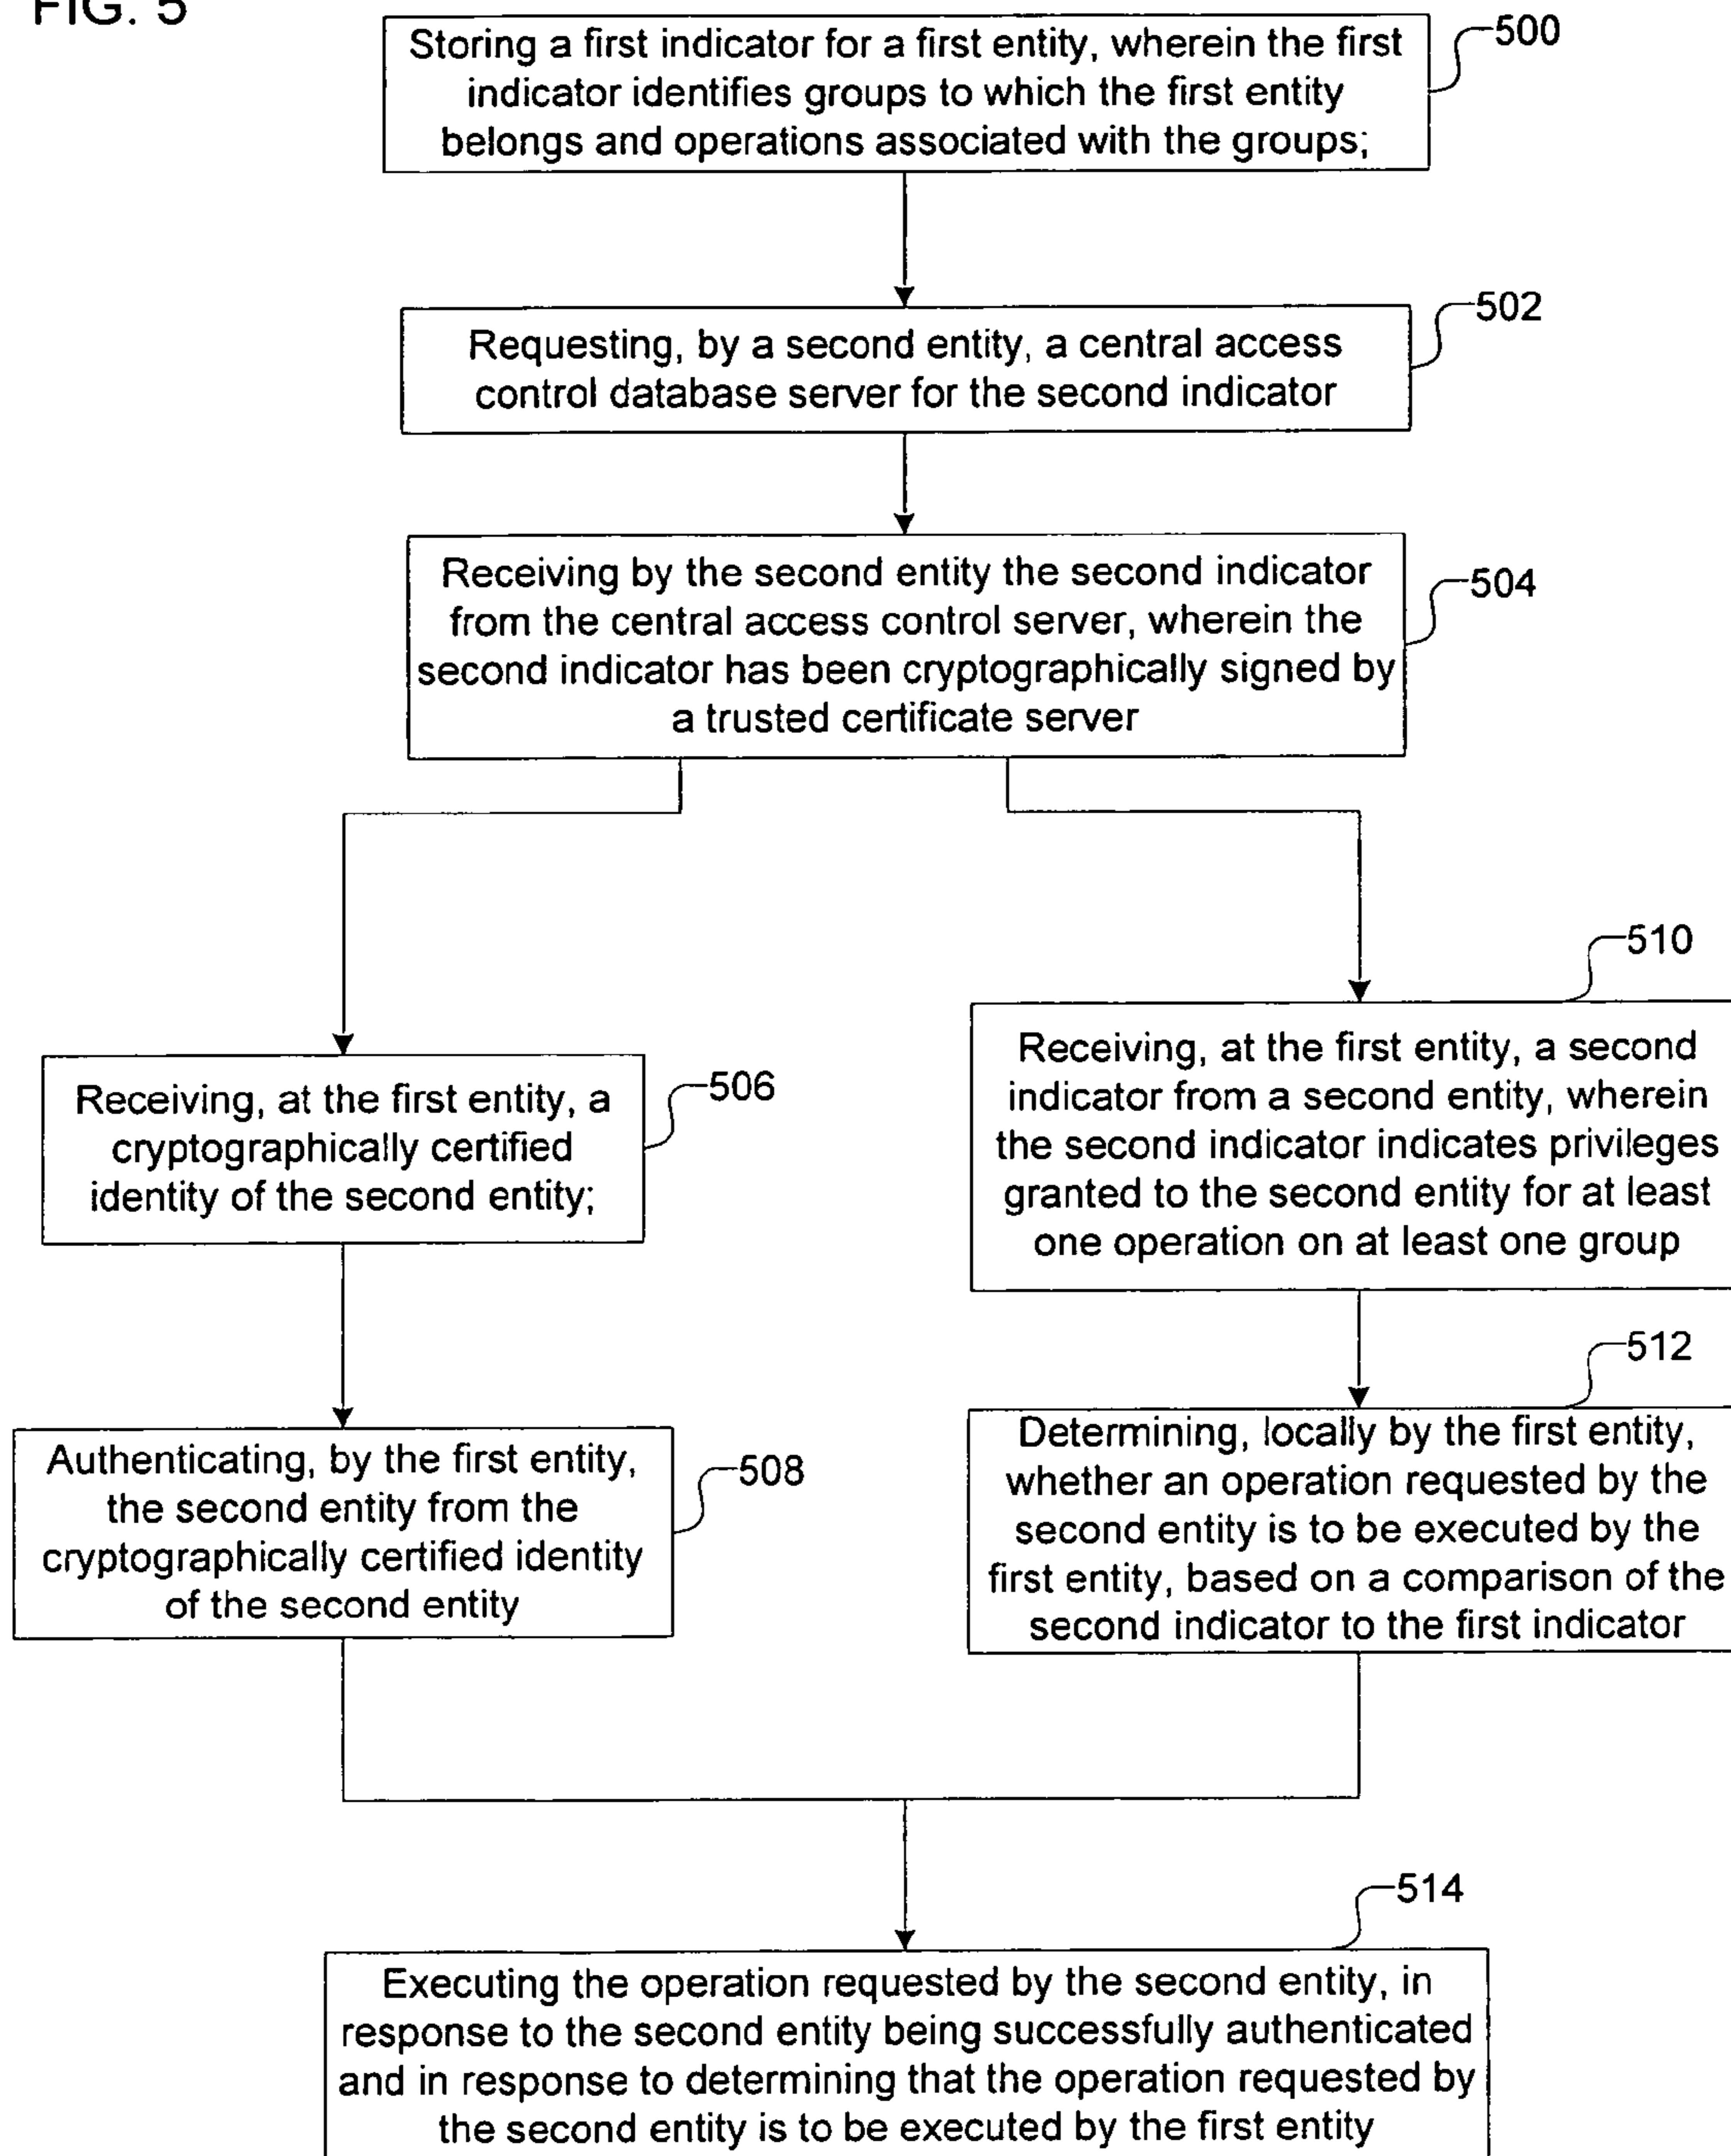 FIG. 5
Storing a first indicator for a first entity, wherein the first
indicator identifies groups to which the first entity
belongs and operations associated with the groups;
500
Requesting, by a second entity, a central access
control database server for the second indicator
502
Receiving by the second entity the second indicator
from the central access control server, wherein the
second indicator has been cryptographically signed by
a trusted certificate server
504
Receiving, at the first entity, a
cryptographically certified
identity of the second entity;
506
Authenticating, by the first entity,
the second entity from the
cryptographically certified identity
of the second entity
508
510
Receiving, at the first entity, a second
indicator from a second entity, wherein
the second indicator indicates privileges
granted to the second entity for at least
one operation on at least one group
512
Determining, locally by the first entity,
whether an operation requested by the
second entity is to be executed by the
first entity, based on a comparison of the
second indicator to the first indicator
514
Executing the operation requested by the second entity, in
response to the second entity being successfully authenticated
and in response to determining that the operation requested by
the second entity is to be executed by the first entity